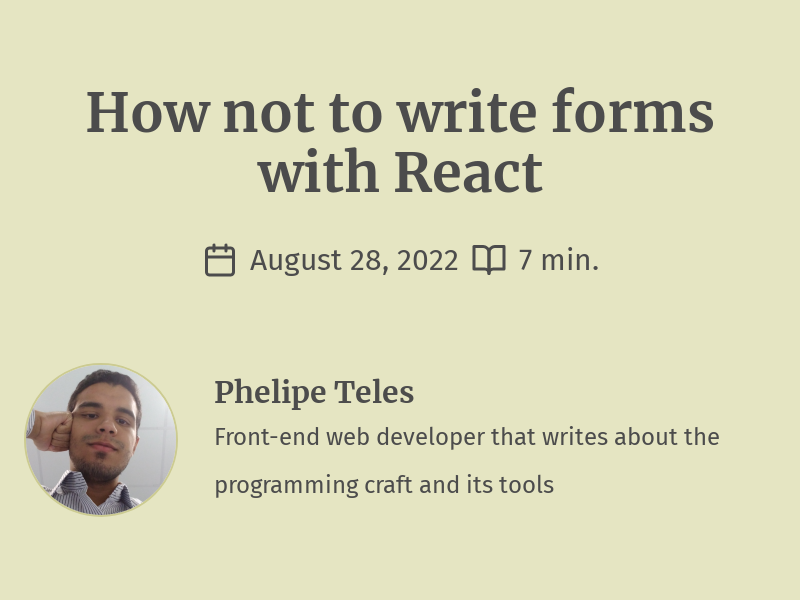 How not to write forms
with React
August 28, 2022 7 min.
Phelipe Teles
Front-end web developer that writes about the
programming craft and its tools